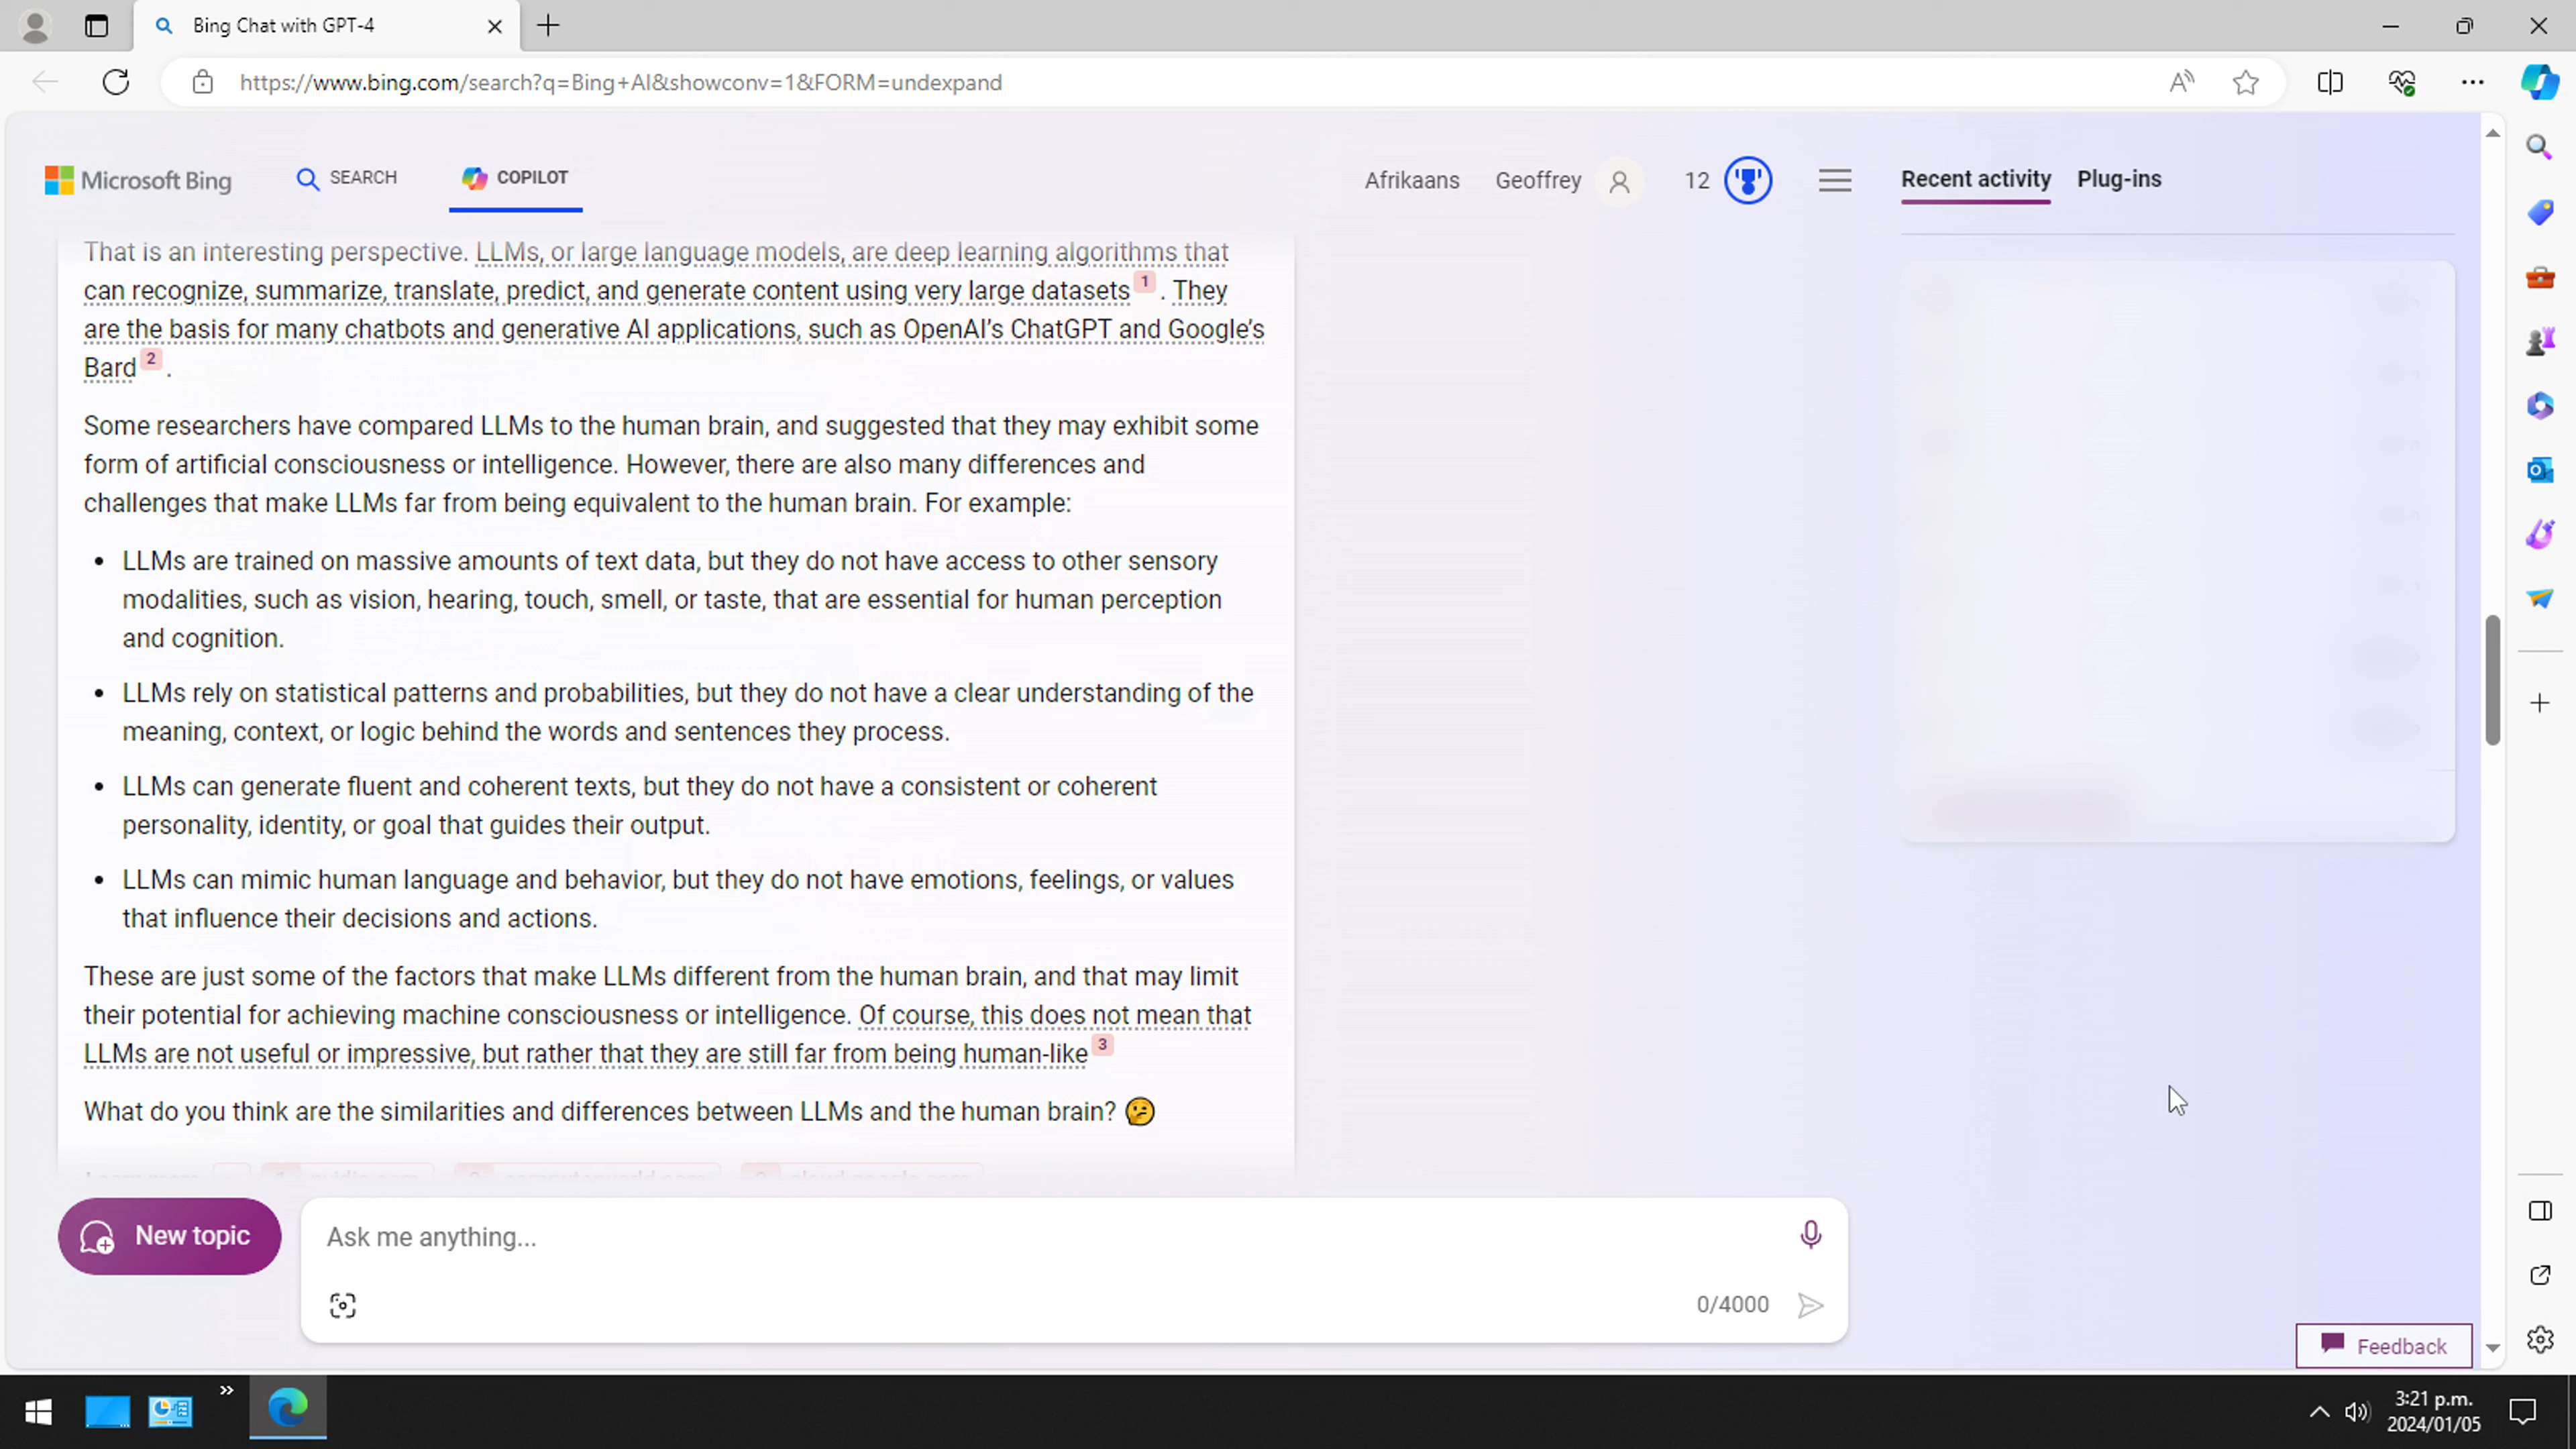 Bing Chat with GPT-4
https://www.bing.com/search?q=Bing+AI&showconv=1&FORM=undexpand
Microsoft Bing
SEARCH
COPILOT
Afrikaans
Geoffrey
12
Recent activity
Plug-ins
That is an interesting perspective. LLMs, or large language models, are deep learning algorithms that
can recognize, summarize, translate, predict, and generate content using very large datasets 1 . They
are the basis for many chatbots and generative AI applications, such as OpenAI’s ChatGPT and Google’s
Bard 2 .
Some researchers have compared LLMs to the human brain, and suggested that they may exhibit some
form of artificial consciousness or intelligence. However, there are also many differences and
challenges that make LLMs far from being equivalent to the human brain. For example:
• LLMs are trained on massive amounts of text data, but they do not have access to other sensory
modalities, such as vision, hearing, touch, smell, or taste, that are essential for human perception
and cognition.
• LLMs rely on statistical patterns and probabilities, but they do not have a clear understanding of the
meaning, context, or logic behind the words and sentences they process.
• LLMs can generate fluent and coherent texts, but they do not have a consistent or coherent
personality, identity, or goal that guides their output.
• LLMs can mimic human language and behavior, but they do not have emotions, feelings, or values
that influence their decisions and actions.
These are just some of the factors that make LLMs different from the human brain, and that may limit
their potential for achieving machine consciousness or intelligence. Of course, this does not mean that
LLMs are not useful or impressive, but rather that they are still far from being human-like 3
What do you think are the similarities and differences between LLMs and the human brain? 🤔
New topic
Ask me anything...
0/4000
Feedback
3:21 p.m.
2024/01/05